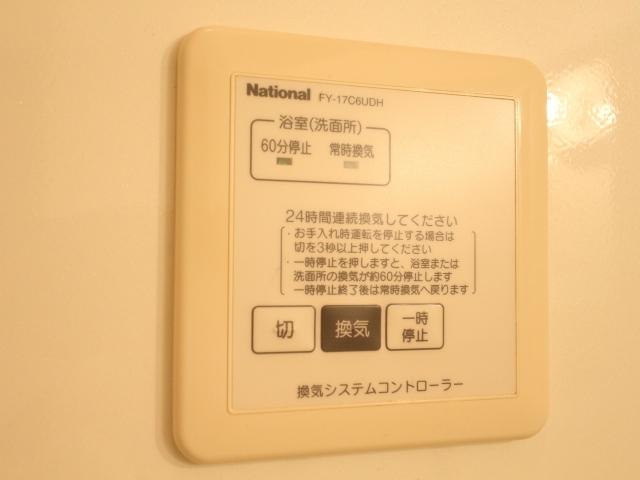 National FY-17C6UDH
浴室(洗面所)
60分停止 常時換気
24時間連続換気してください
・お手入れ時運転を停止する場合は
切を3秒以上押してください
・一時停止を押しますと、浴室または
洗面所の換気が約60分停止します
一時停止終了後は常時換気へ戻ります
切 換気 一時
停止
換気システムコントローラー